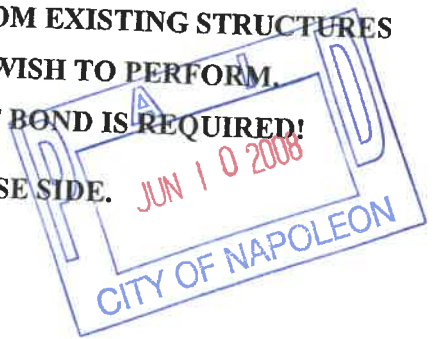 OM EXISTING STRUCTURES
WISH TO PERFORM.
BOND IS REQUIRED!
SE SIDE.
PAID
JUN 10 2008
CITY OF NAPOLEON